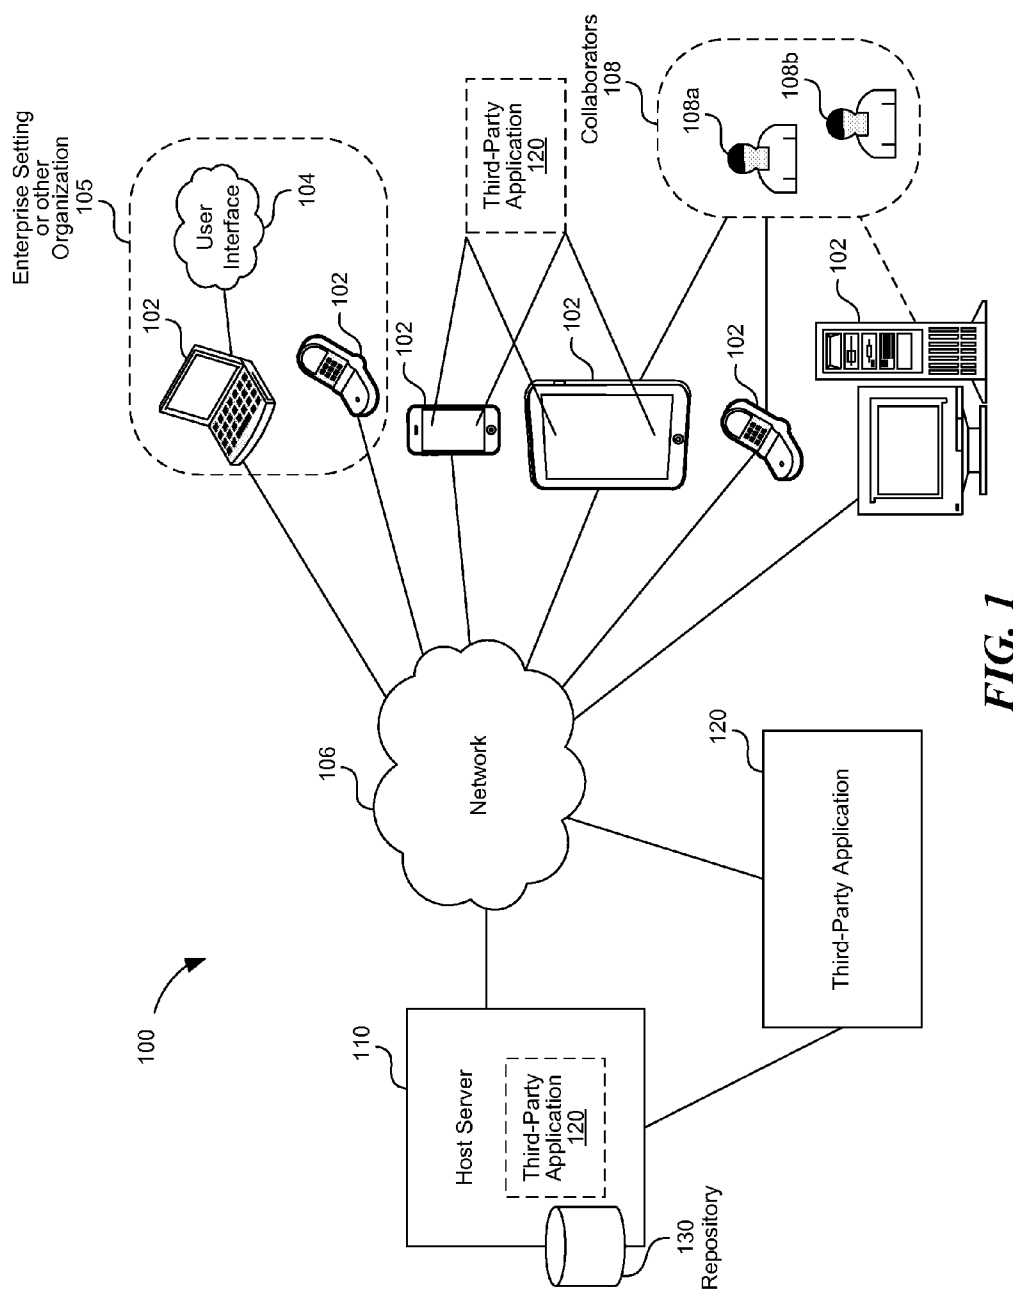 Enterprise Setting
or other
Organization
105
User
Interface
104
102
102
102
Third-Party
Application
120
102
Collaborators
108
108a
108b
102
102
106
Network
100
110
Host Server
Third-Party
Application
120
130
Repository
120
Third-Party Application
FIG. 1